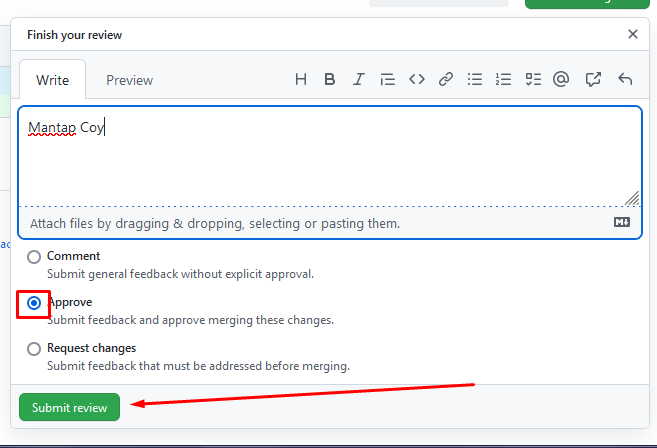 Finish your review
Write
Preview
Mantap Coy
Attach files by dragging & dropping, selecting or pasting them.
Comment
Submit general feedback without explicit approval.
Approve
Submit feedback and approve merging these changes.
Request changes
Submit feedback that must be addressed before merging.
Submit review